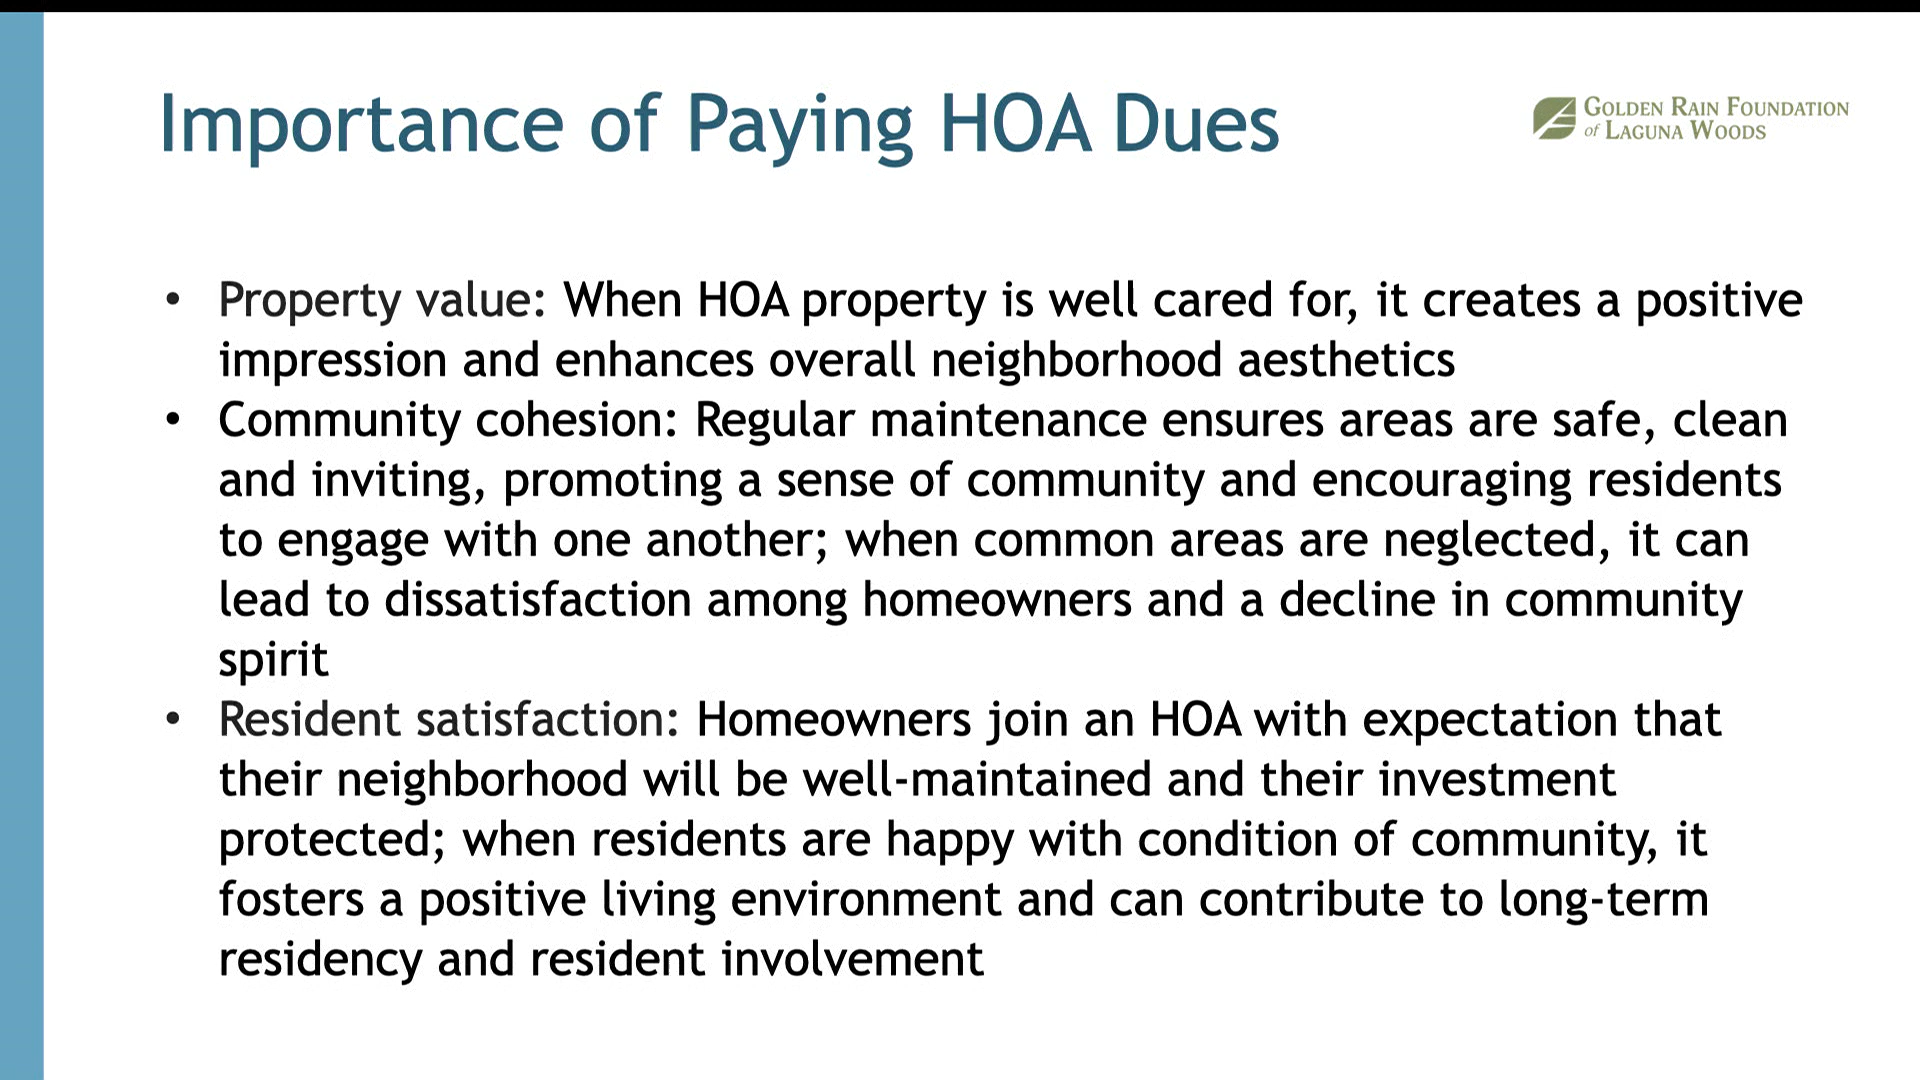 Importance of Paying HOA Dues
GOLDEN RAIN FOUNDATION
of LAGUNA WOODS
• Property value: When HOA property is well cared for, it creates a positive
impression and enhances overall neighborhood aesthetics
• Community cohesion: Regular maintenance ensures areas are safe, clean
and inviting, promoting a sense of community and encouraging residents
to engage with one another; when common areas are neglected, it can
lead to dissatisfaction among homeowners and a decline in community
spirit
• Resident satisfaction: Homeowners join an HOA with expectation that
their neighborhood will be well-maintained and their investment
protected; when residents are happy with condition of community, it
fosters a positive living environment and can contribute to long-term
residency and resident involvement